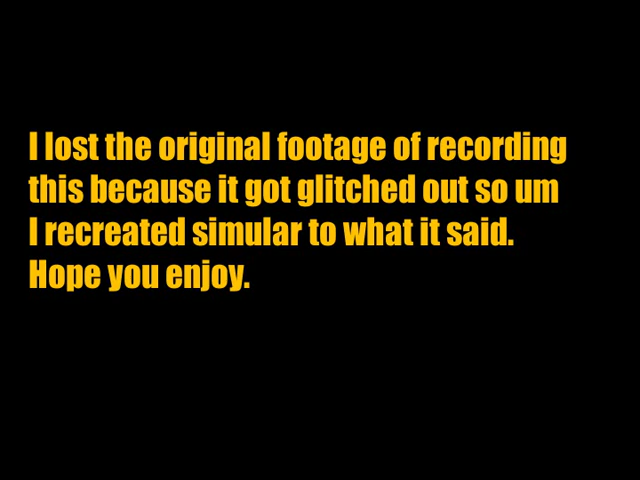 I lost the original footage of recording
this because it got glitched out so um
I recreated simular to what it said.
Hope you enjoy.